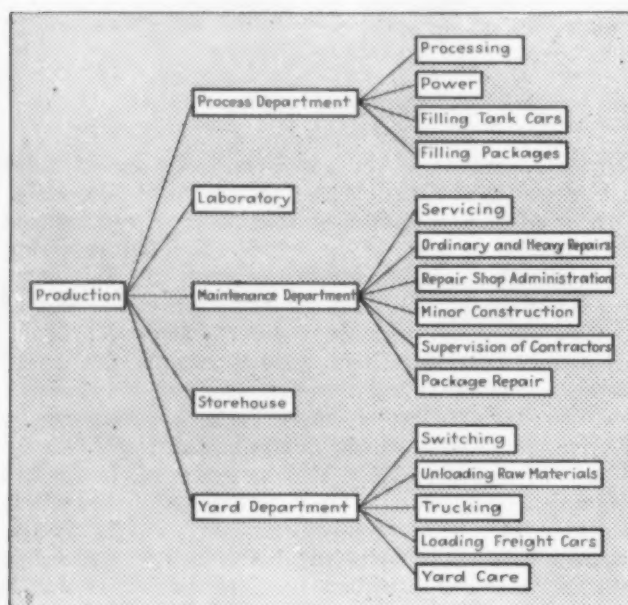 Production
Process Department
Processing
Power
Filling Tank Cars
Filling Packages
Laboratory
Maintenance Department
Servicing
Ordinary and Heavy Repairs
Repair Shop Administration
Minor Construction
Supervision of Contractors
Package Repair
Storehouse
Yard Department
Switching
Unloading Raw Materials
Trucking
Loading Freight Cars
Yard Care